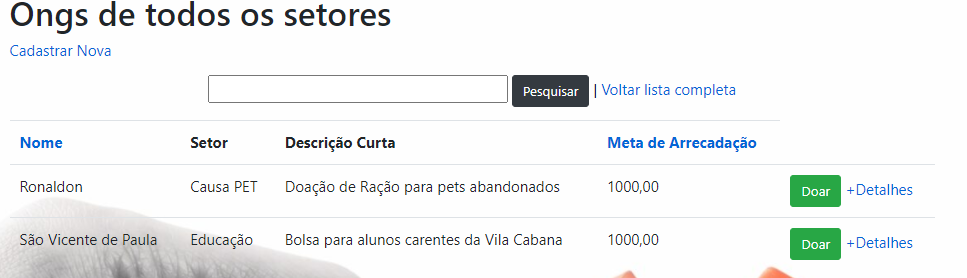 Ongs de todos os setores
Cadastrar Nova
Pesquisar | Voltar lista completa
Nome Setor Descrição Curta Meta de Arrecadação
Ronaldon Causa PET Doação de Ração para pets abandonados 1000,00 Doar +Detalhes
São Vicente de Paula Educação Bolsa para alunos carentes da Vila Cabana 1000,00 Doar +Detalhes